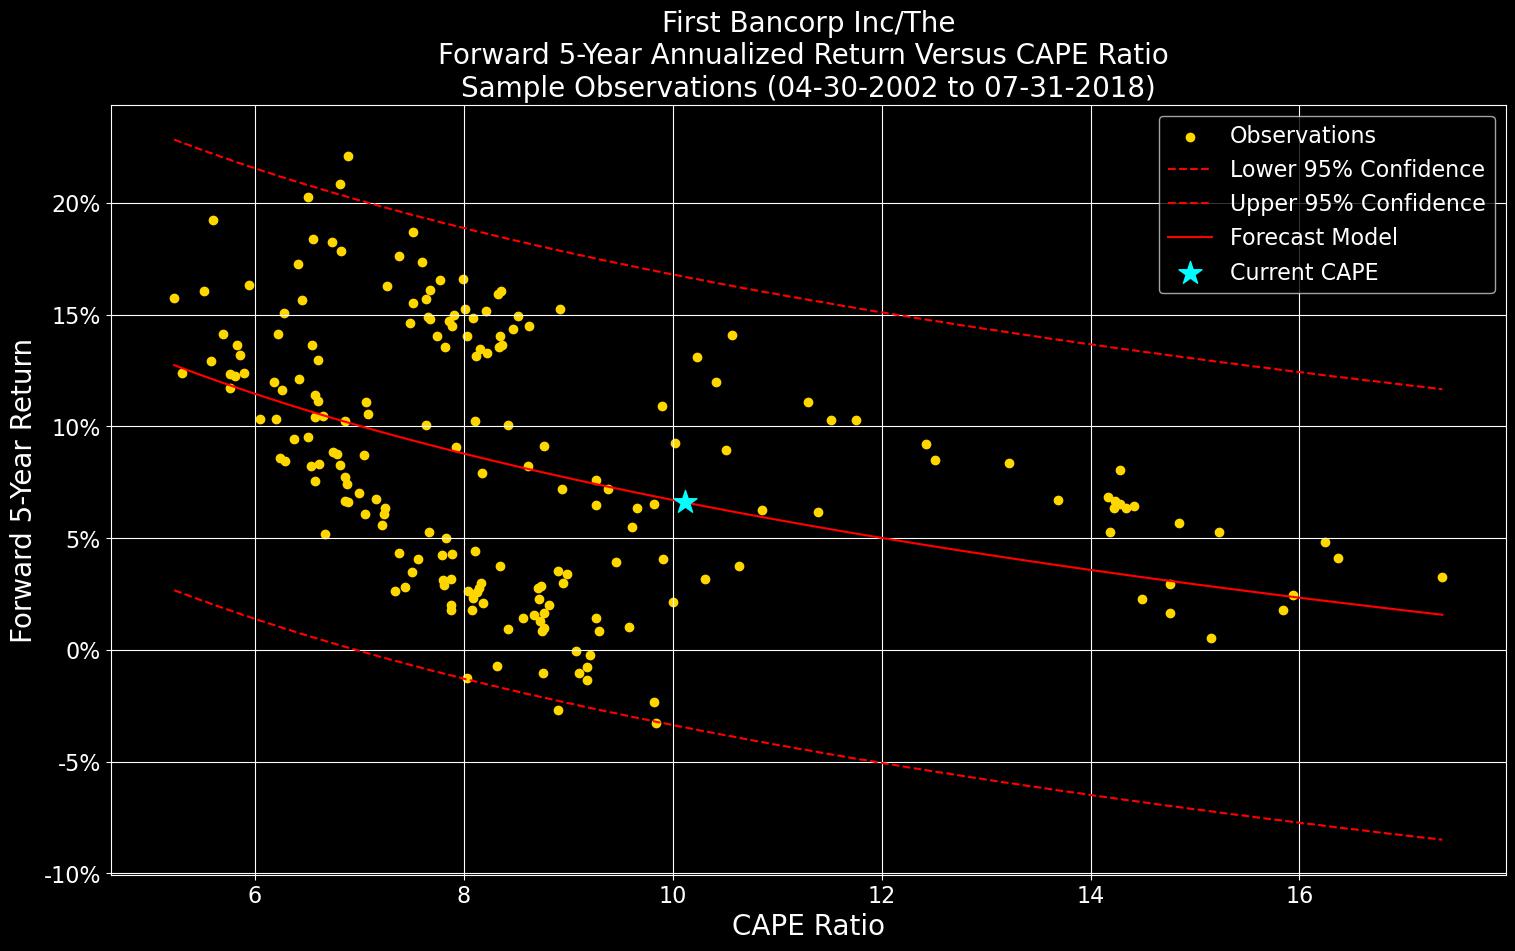 First Bancorp Inc/The
Forward 5-Year Annualized Return Versus CAPE Ratio
Sample Observations (04-30-2002 to 07-31-2018)
Observations
Lower 95% Confidence
Upper 95% Confidence
Forecast Model
Current CAPE
Forward 5-Year Return
20%
15%
10%
5%
0%
-5%
-10%
6 8 10 12 14 16
CAPE Ratio